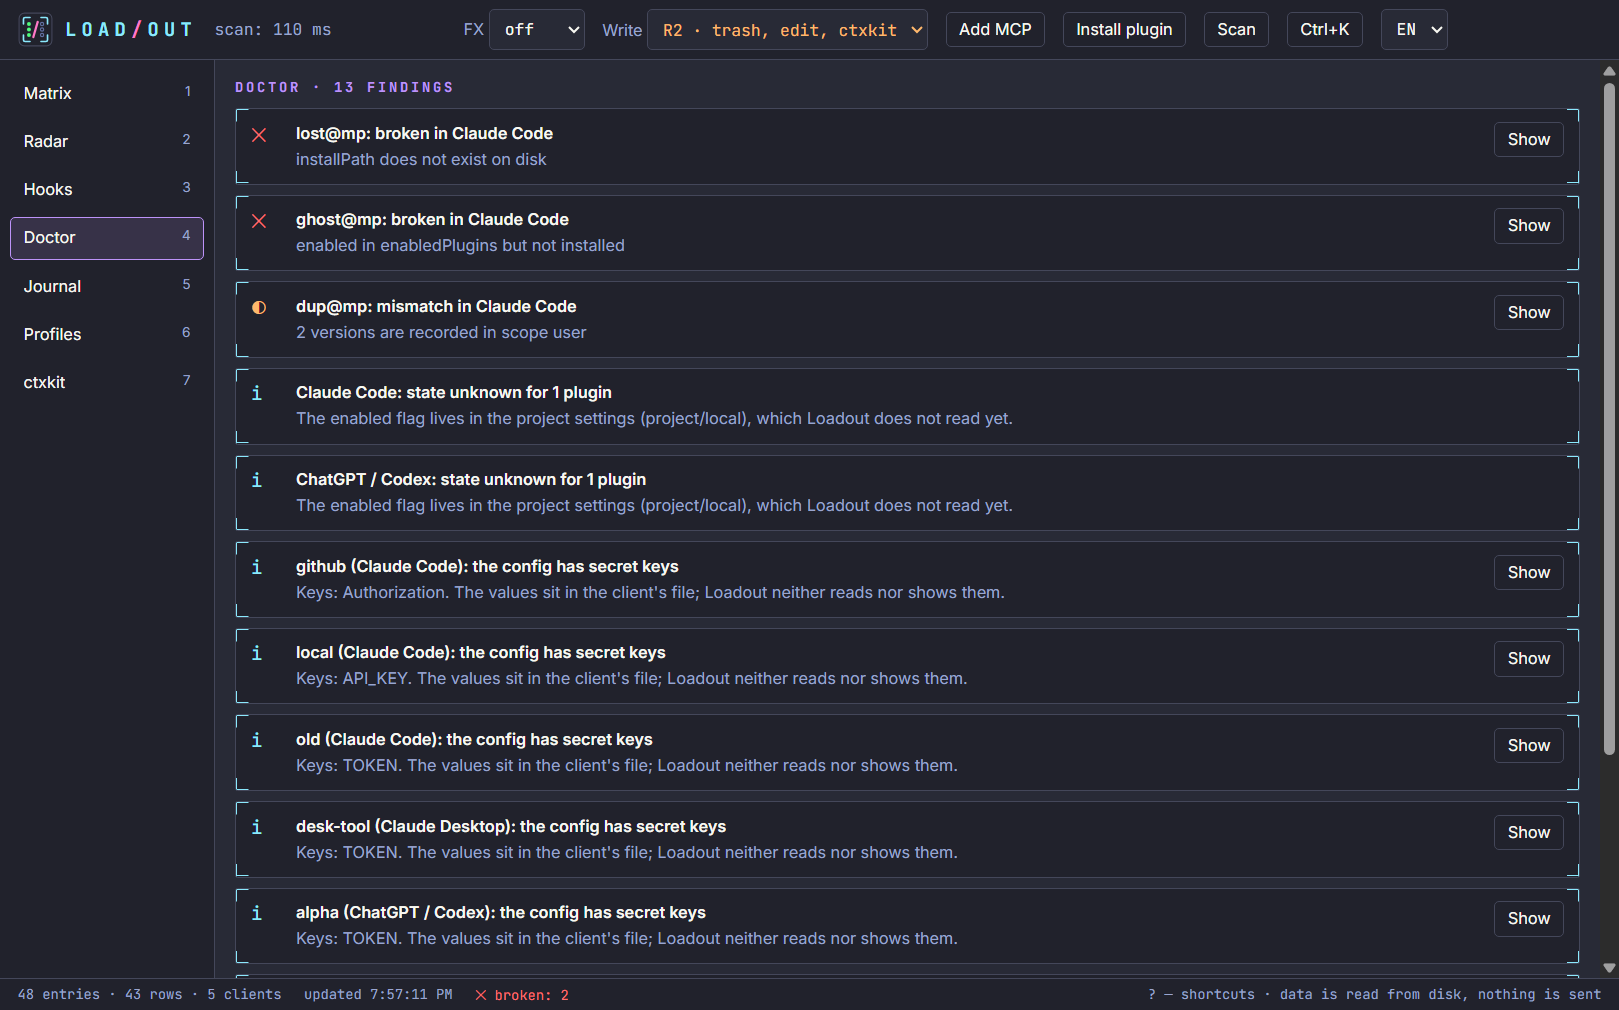 LOAD/OUT scan: 110 ms FX off Write R2 · trash, edit, ctxkit Add MCP Install plugin Scan Ctrl+K EN
Matrix 1
Radar 2
Hooks 3
Doctor 4
Journal 5
Profiles 6
ctxkit 7
DOCTOR · 13 FINDINGS
lost@mp: broken in Claude Code
installPath does not exist on disk
Show
ghost@mp: broken in Claude Code
enabled in enabledPlugins but not installed
Show
dup@mp: mismatch in Claude Code
2 versions are recorded in scope user
Show
i Claude Code: state unknown for 1 plugin
The enabled flag lives in the project settings (project/local), which Loadout does not read yet.
i ChatGPT / Codex: state unknown for 1 plugin
The enabled flag lives in the project settings (project/local), which Loadout does not read yet.
i github (Claude Code): the config has secret keys
Keys: Authorization. The values sit in the client's file; Loadout neither reads nor shows them.
Show
i local (Claude Code): the config has secret keys
Keys: API_KEY. The values sit in the client's file; Loadout neither reads nor shows them.
Show
i old (Claude Code): the config has secret keys
Keys: TOKEN. The values sit in the client's file; Loadout neither reads nor shows them.
Show
i desk-tool (Claude Desktop): the config has secret keys
Keys: TOKEN. The values sit in the client's file; Loadout neither reads nor shows them.
Show
i alpha (ChatGPT / Codex): the config has secret keys
Keys: TOKEN. The values sit in the client's file; Loadout neither reads nor shows them.
Show
48 entries · 43 rows · 5 clients updated 7:57:11 PM ✕ broken: 2 ? — shortcuts · data is read from disk, nothing is sent